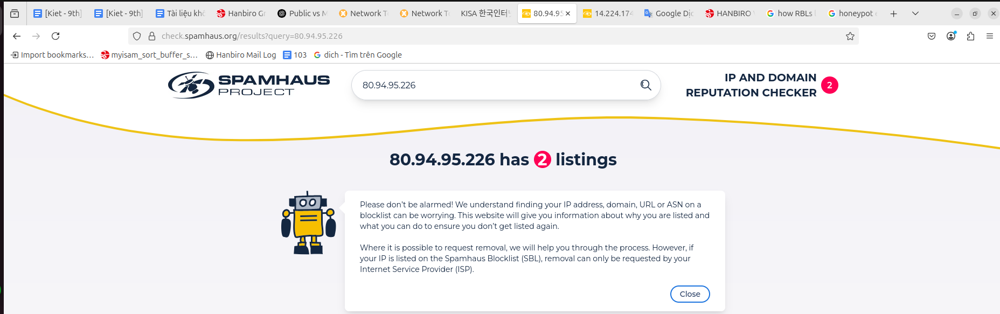 [Kiet - 9th]
[Kiet - 9th]
Tài liệu khô
Hanbiro Gr
Public vs M
Network To
Network To
KISA 한국인터넷
80.94.95
14.224.174
Google Dịc
HANBIRO
how RBLs
honeypot e
check.spamhaus.org/results?query=80.94.95.226
Import bookmarks...
myisam_sort_buffer_s...
Hanbiro Mail Log
103
dich - Tìm trên Google
SPAMHAUS
PROJECT
80.94.95.226
IP AND DOMAIN
REPUTATION CHECKER
2
80.94.95.226 has 2 listings
Please don't be alarmed! We understand finding your IP address, domain, URL or ASN on a
blocklist can be worrying. This website will give you information about why you are listed and
what you can do to ensure you don't get listed again.
Where it is possible to request removal, we will help you through the process. However, if
your IP is listed on the Spamhaus Blocklist (SBL), removal can only be requested by your
Internet Service Provider (ISP).
Close